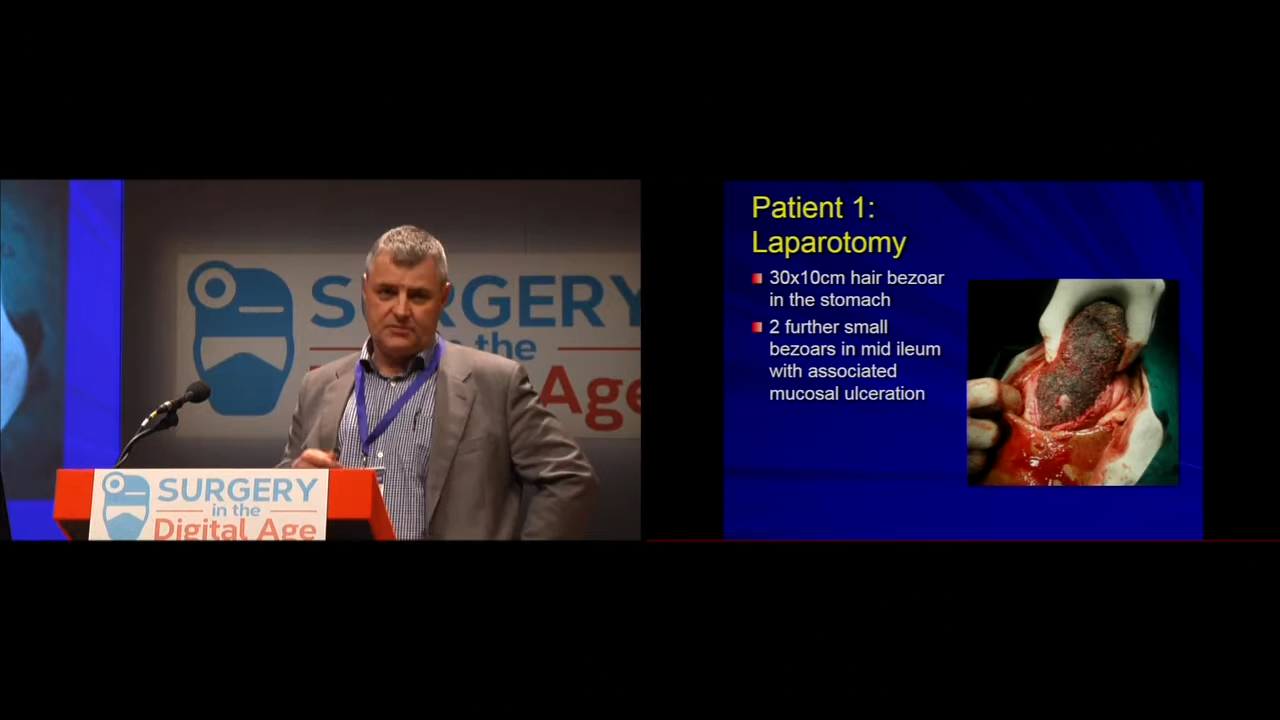 SURGERY
the
Age
SURGERY
in the
Digital Age
Patient 1:
Laparotomy
30x10cm hair bezoar
in the stomach
2 further small
bezoars in mid ileum
with associated
mucosal ulceration